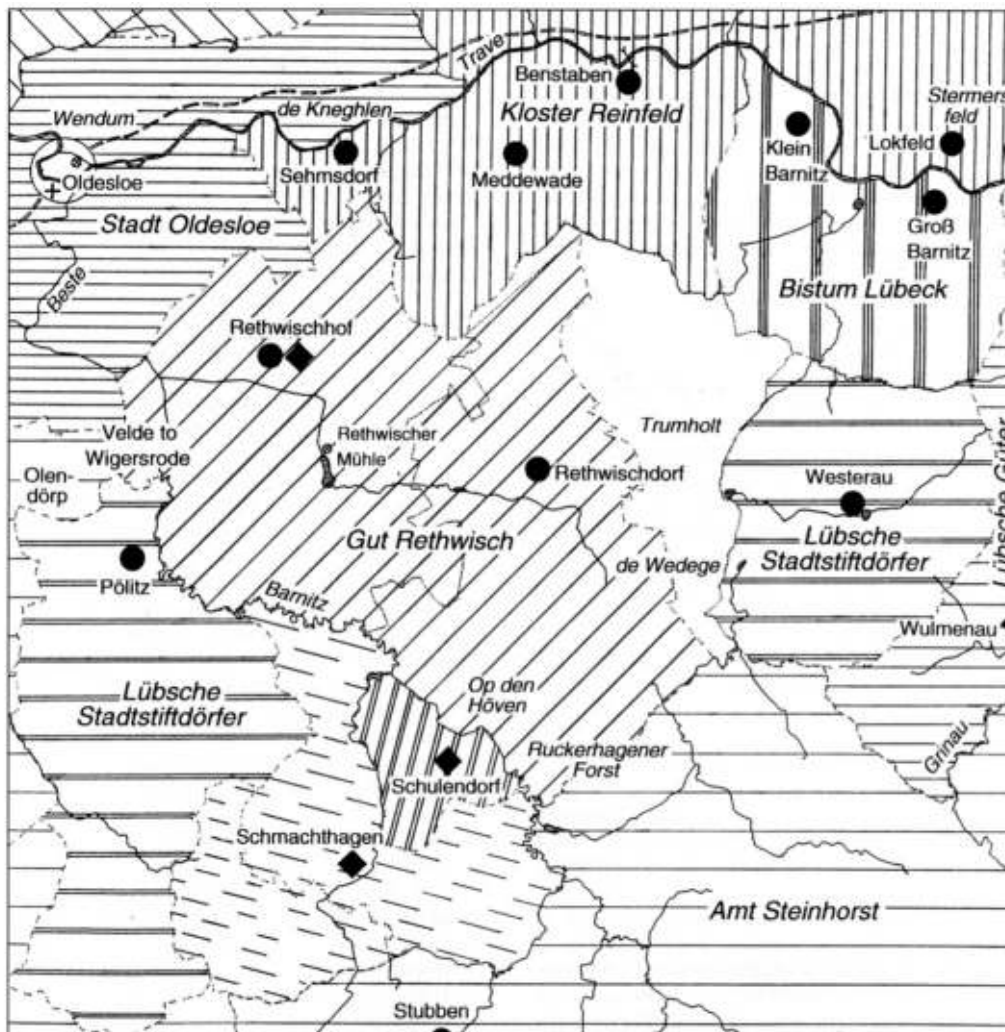 Trave
Benstaben
Wendum
de Kneghlen
Kloster Reinfeld
Stermers
feld
Oldesloe
Sehmsdorf
Meddewade
Klein
Barnitz
Lokfeld
Stadt Oldesloe
Groß
Barnitz
Beste
Bistum Lübeck
Rethwischhof
Velde to
Wigersrode
Rethwischer
Mühle
Trumholt
Olen-
dörp
Rethwischdorf
Westerau
Lübsche Güter
Gut Rethwisch
Lübsche
Stadtstiftdörfer
Pölitz
Barnitz
de Wedege
Wulmenau
Lübsche
Stadtstiftdörfer
Op den
Höven
Ruckerhagener
Forst
Grinau
Schulendorf
Schmachthagen
Amt Steinhorst
Stubben